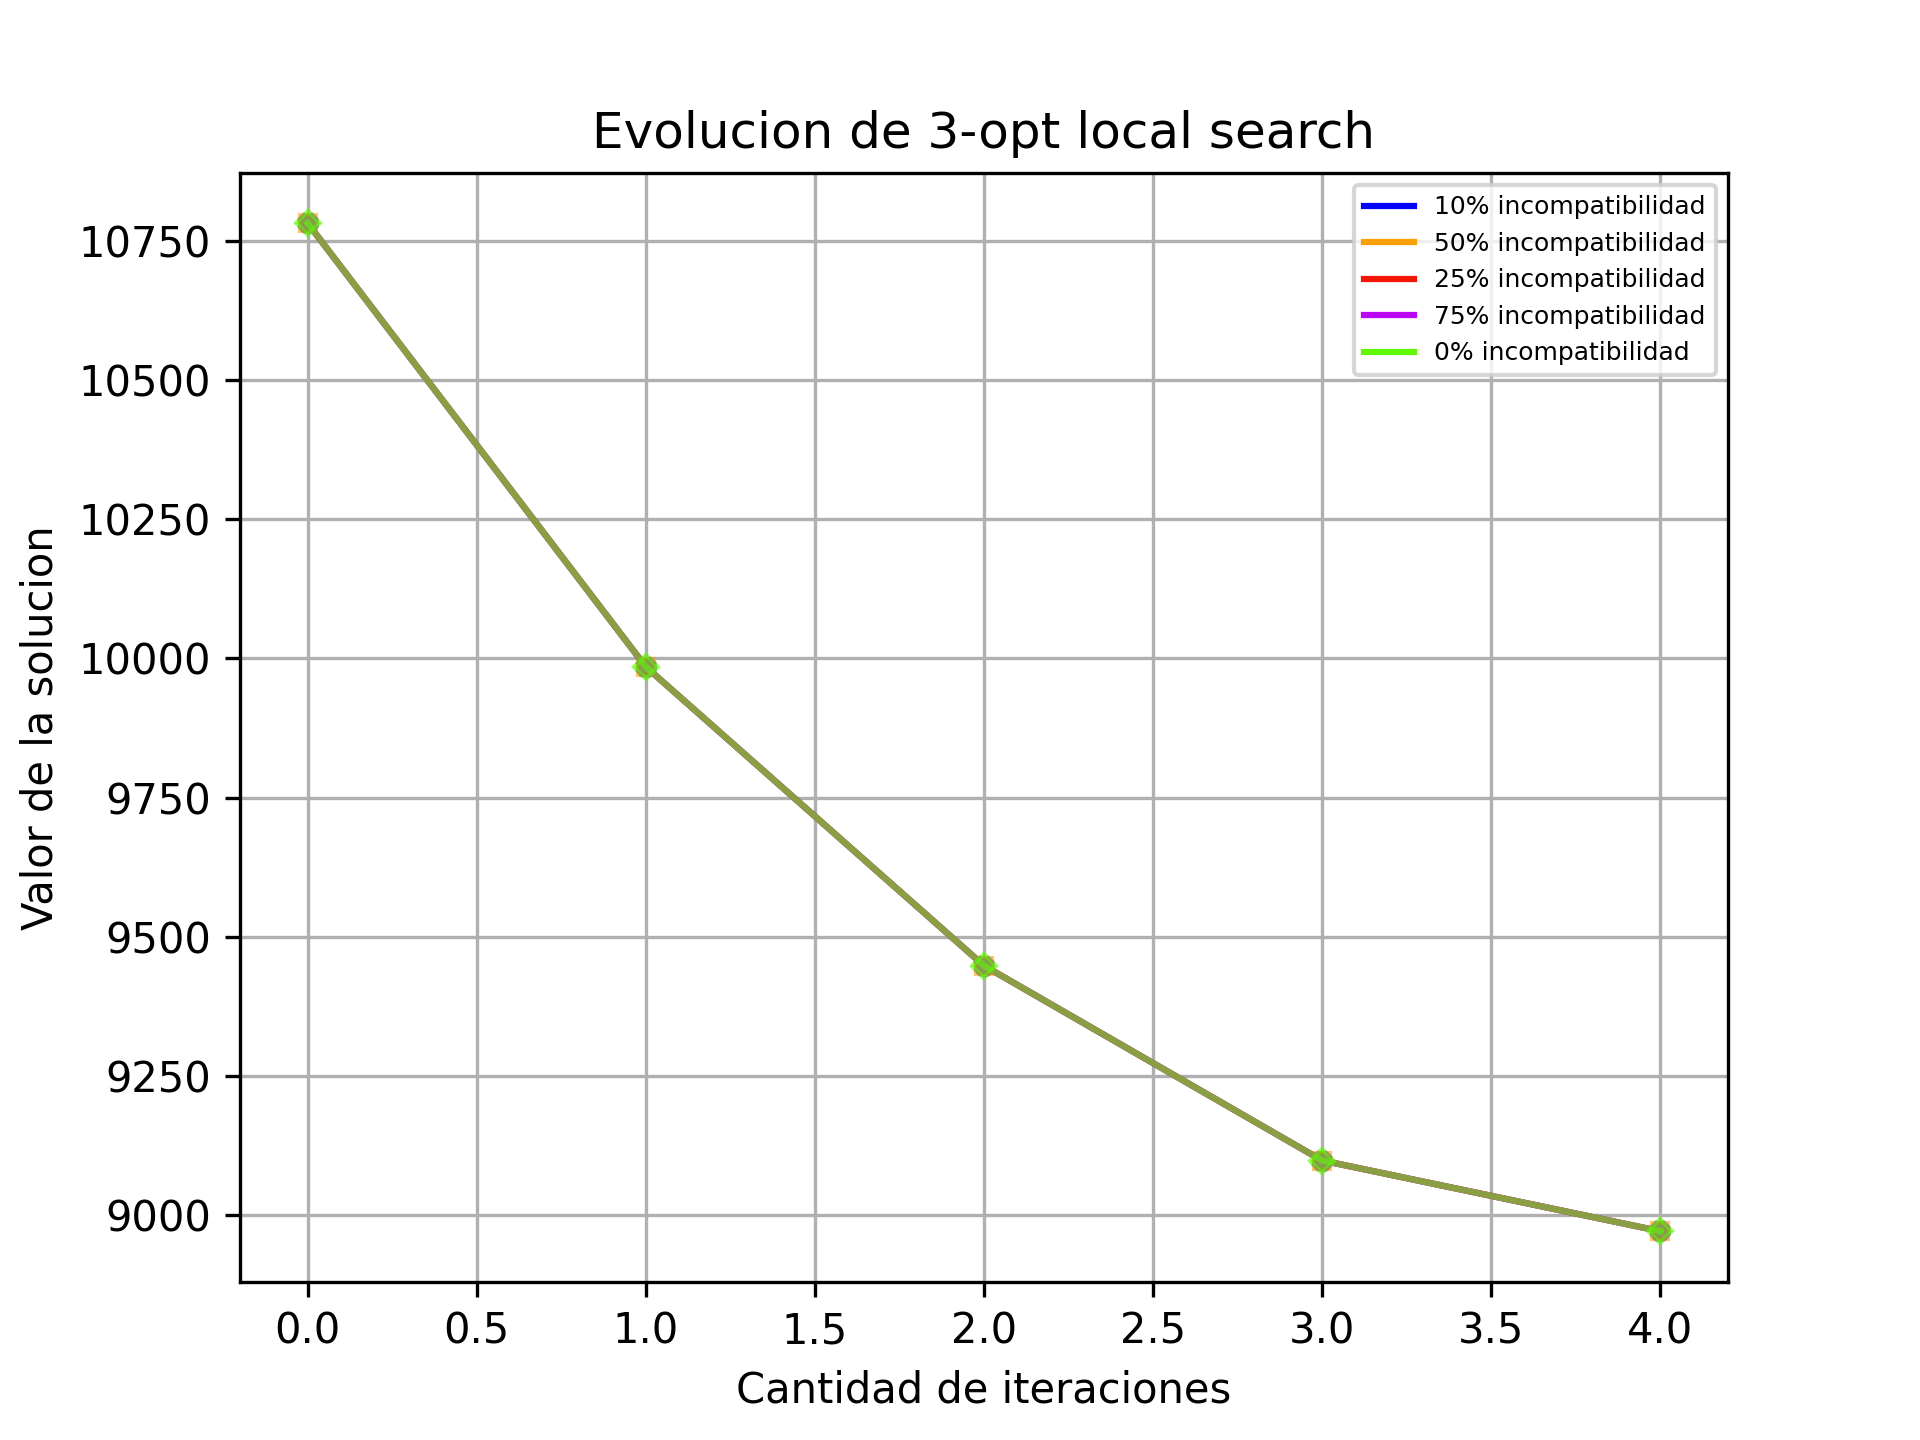 Evolucion de 3-opt local search
10% incompatibilidad
50% incompatibilidad
25% incompatibilidad
75% incompatibilidad
0% incompatibilidad
Valor de la solucion
10750
10500
10250
10000
9750
9500
9250
9000
0.0 0.5 1.0 1.5 2.0 2.5 3.0 3.5 4.0
Cantidad de iteraciones